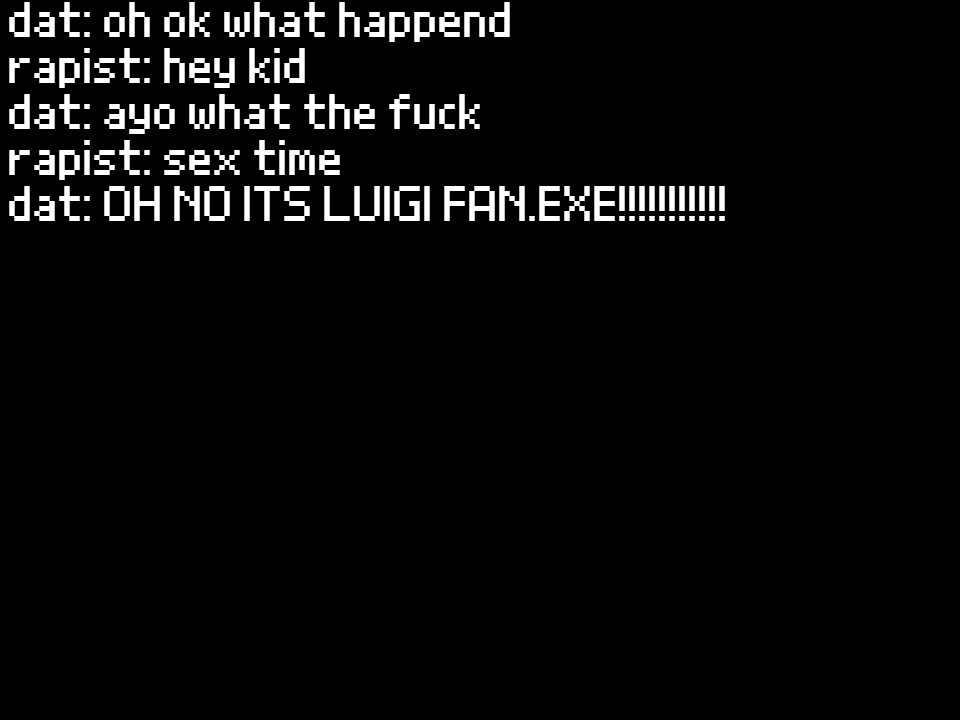 dat: oh ok what happend
rapist: hey kid
dat: ayo what the fuck
rapist: sex time
dat: OH NO ITS LUIGI FAN.EXE!!!!!!!!!!!